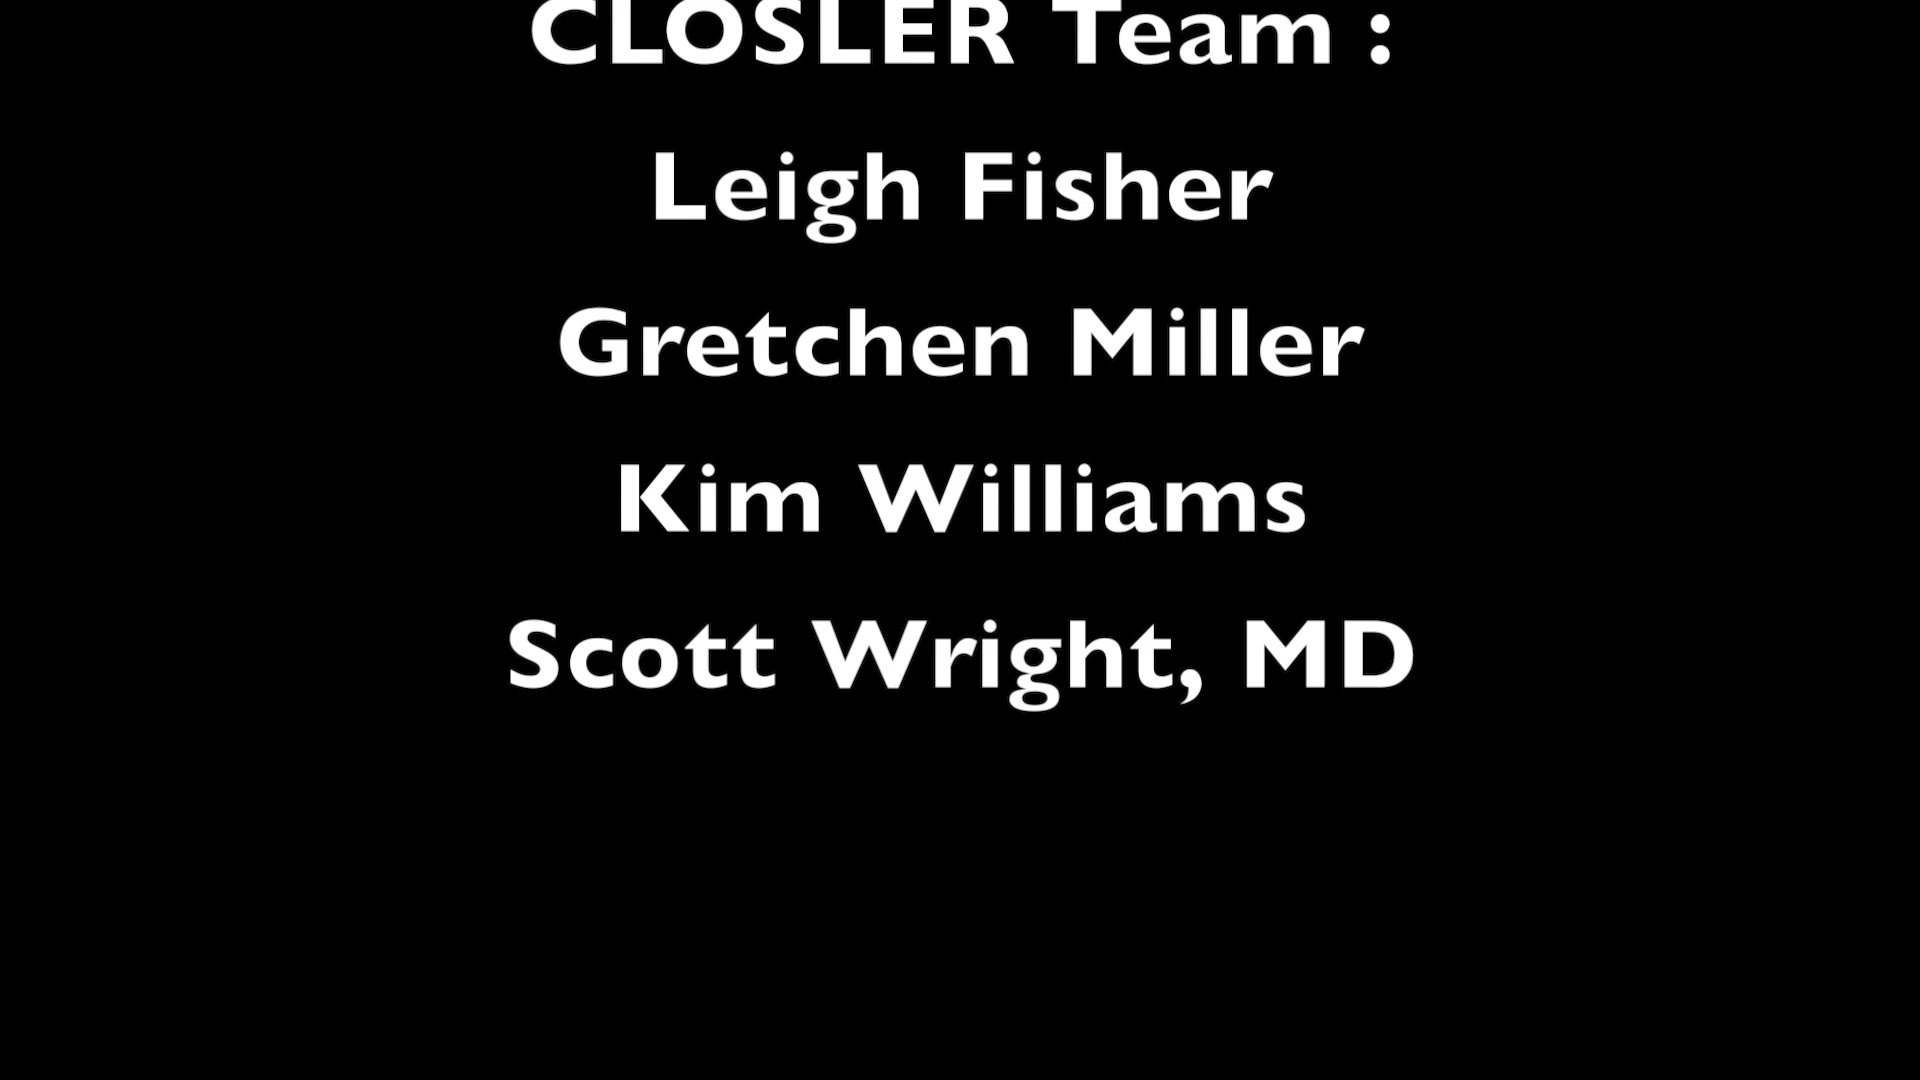 CLOSLER Team :
Leigh Fisher
Gretchen Miller
Kim Williams
Scott Wright, MD